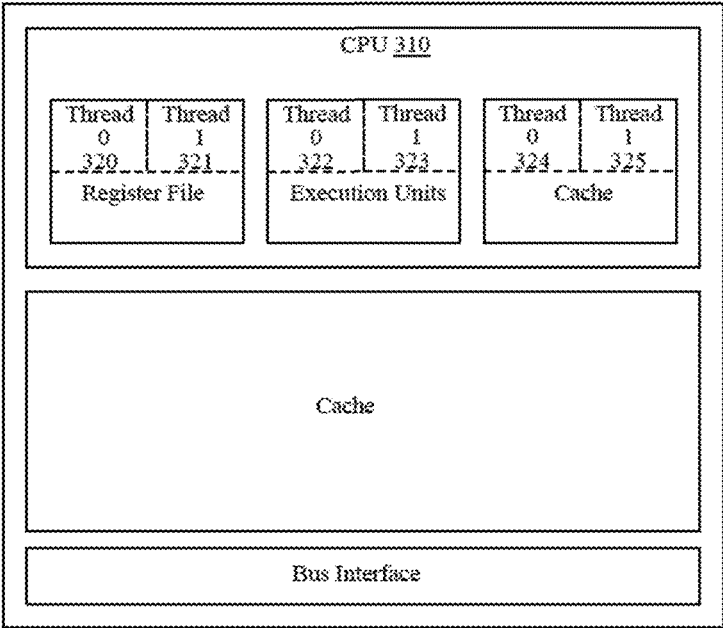 CPU 310
Thread Thread Thread Thread Thread Thread
0 1 0 1 0 1
320 321 322 323 324 325
Register File Execution Units Cache
Cache
Bus Interface